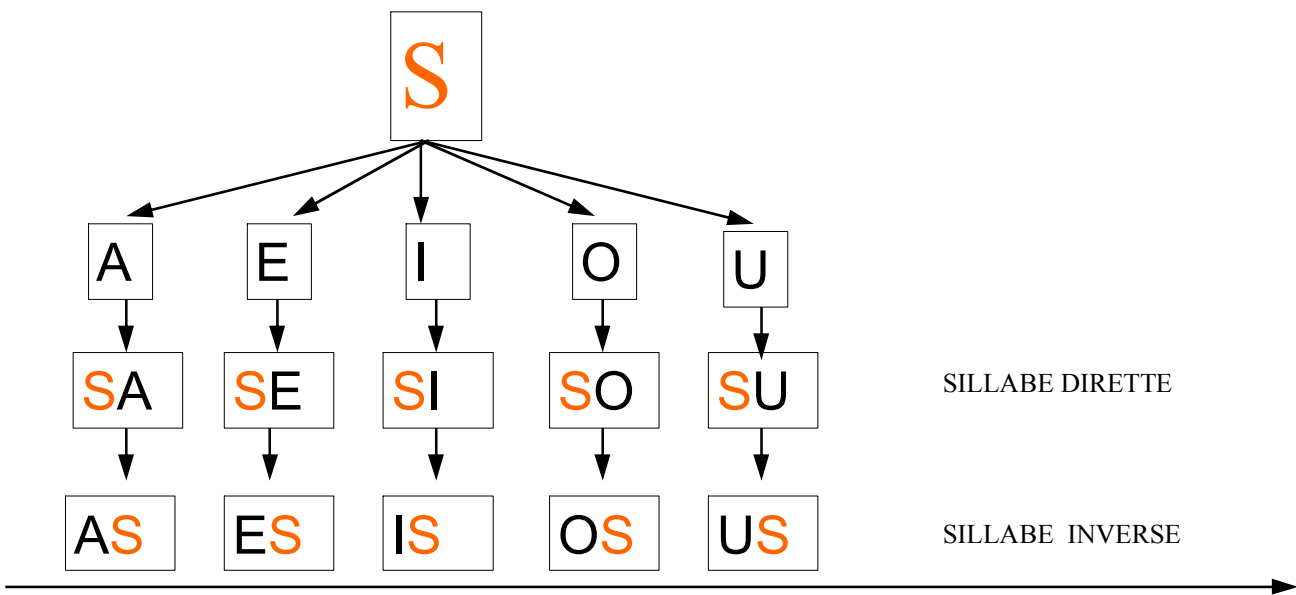 S
A E I O U
SA SE SI SO SU SILLABE DIRETTE
AS ES IS OS US SILLABE INVERSE